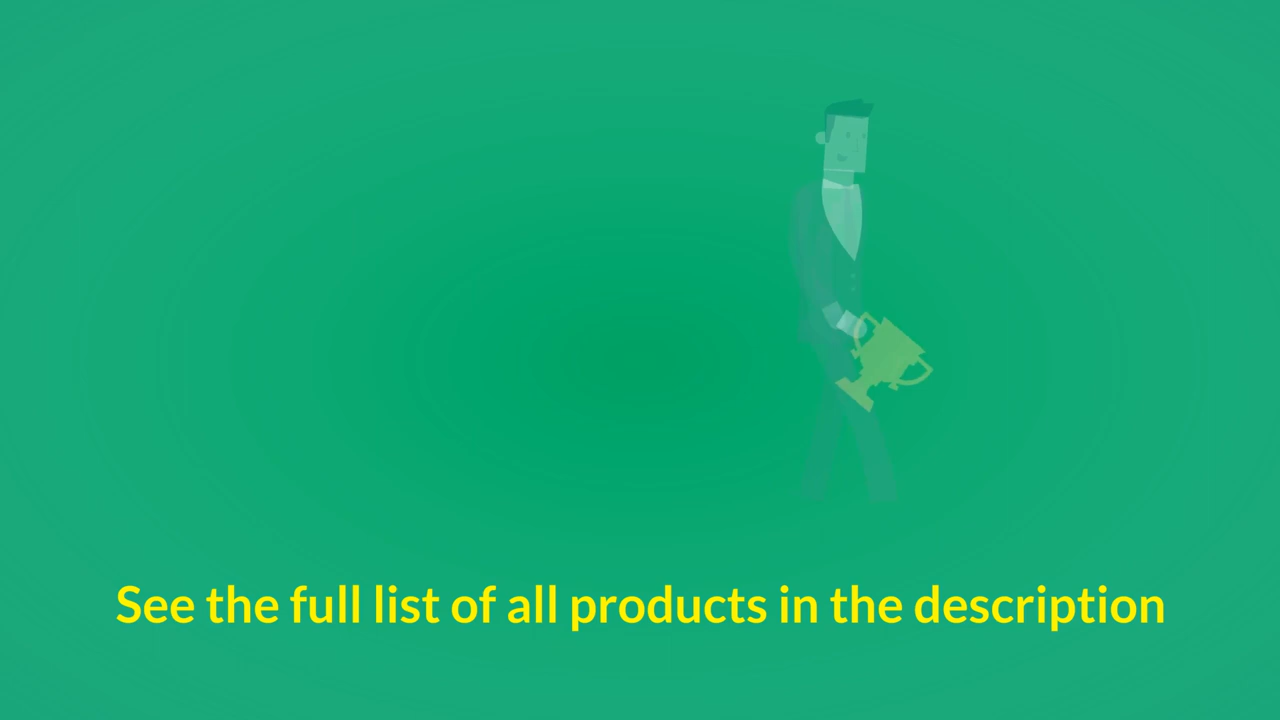 See the full list of all products in the description